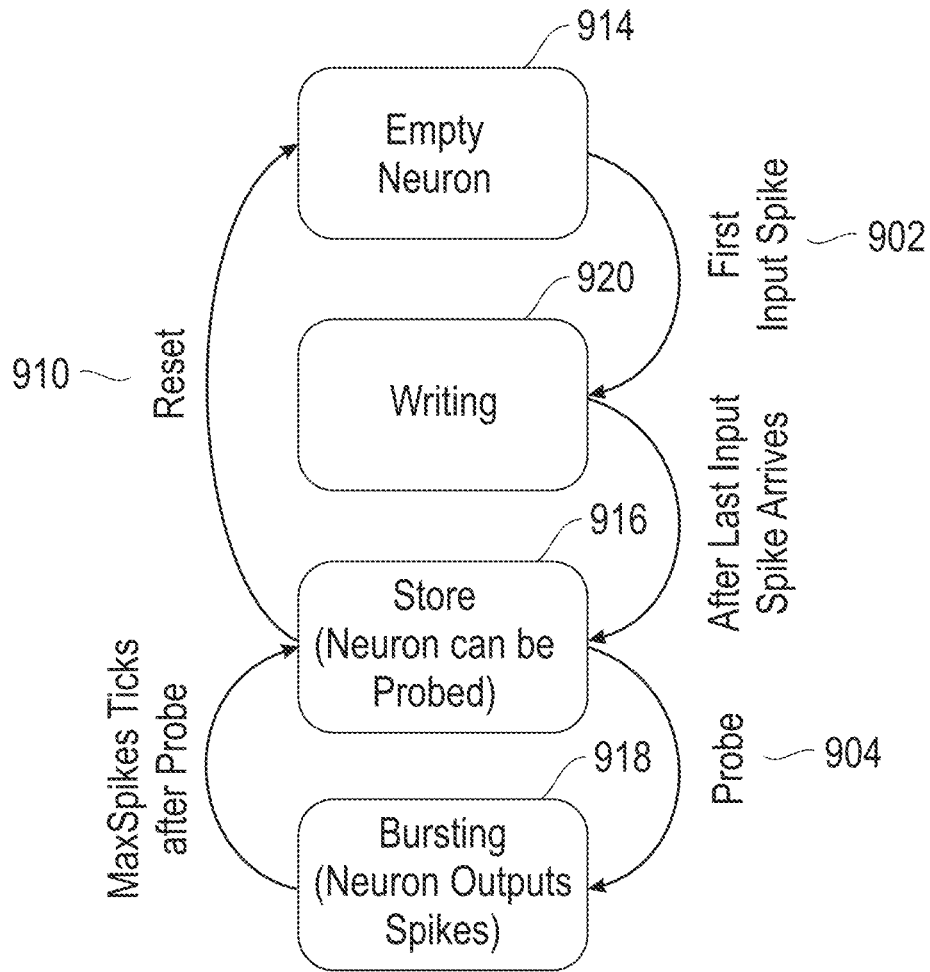 914
Empty
Neuron
First
Input Spike
902
920
Writing
910
Reset
After Last Input
Spike Arrives
916
Store
(Neuron can be
Probed)
MaxSpikes Ticks
after Probe
Probe
904
918
Bursting
(Neuron Outputs
Spikes)